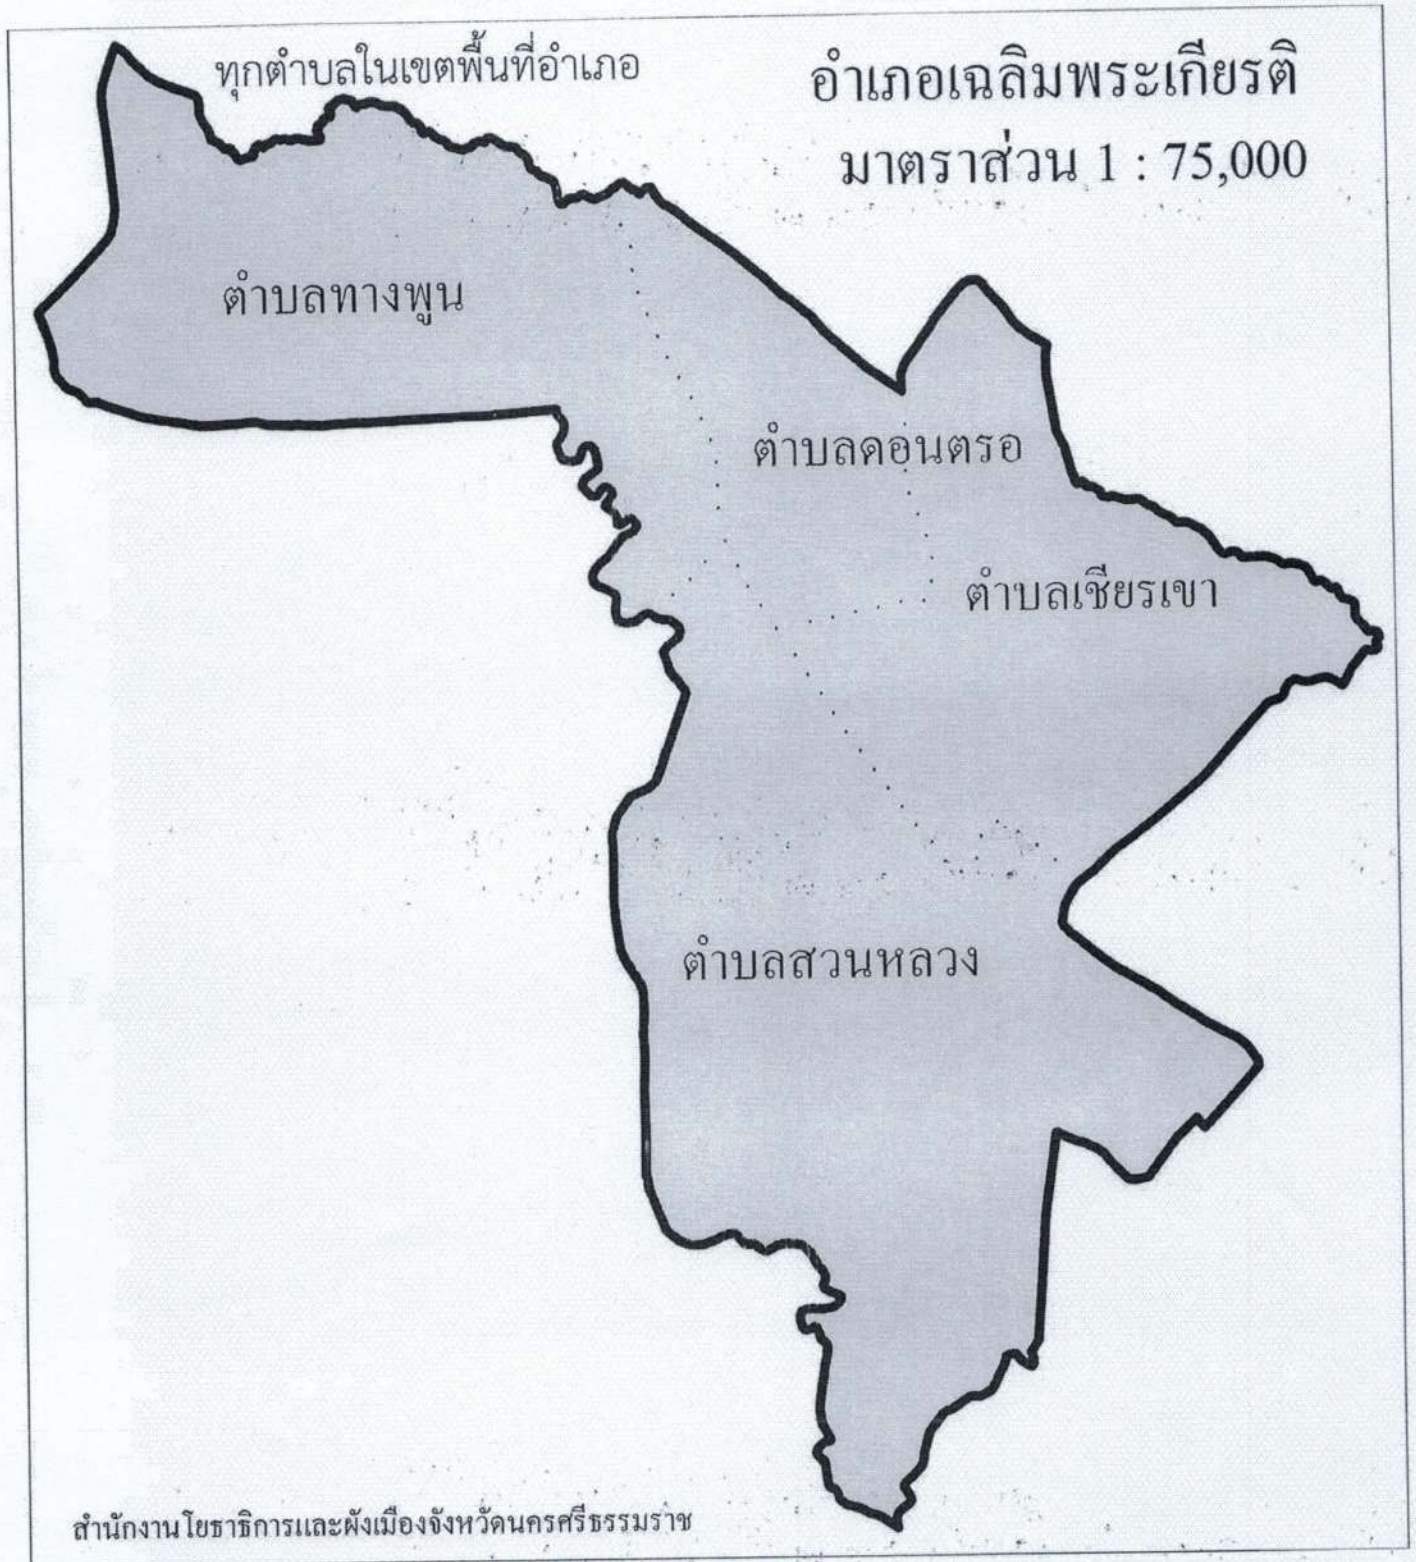 ทุกตำบลในเขตพื้นที่อำเภอ
อำเภอเฉลิมพระเกียรติ
มาตราส่วน 1 : 75,000
ตำบลทางพูน
ตำบลดอนตรอ
ตำบลเชียรเขา
ตำบลสวนหลวง
สำนักงานโยธาธิการและผังเมืองจังหวัดนครศรีธรรมราช